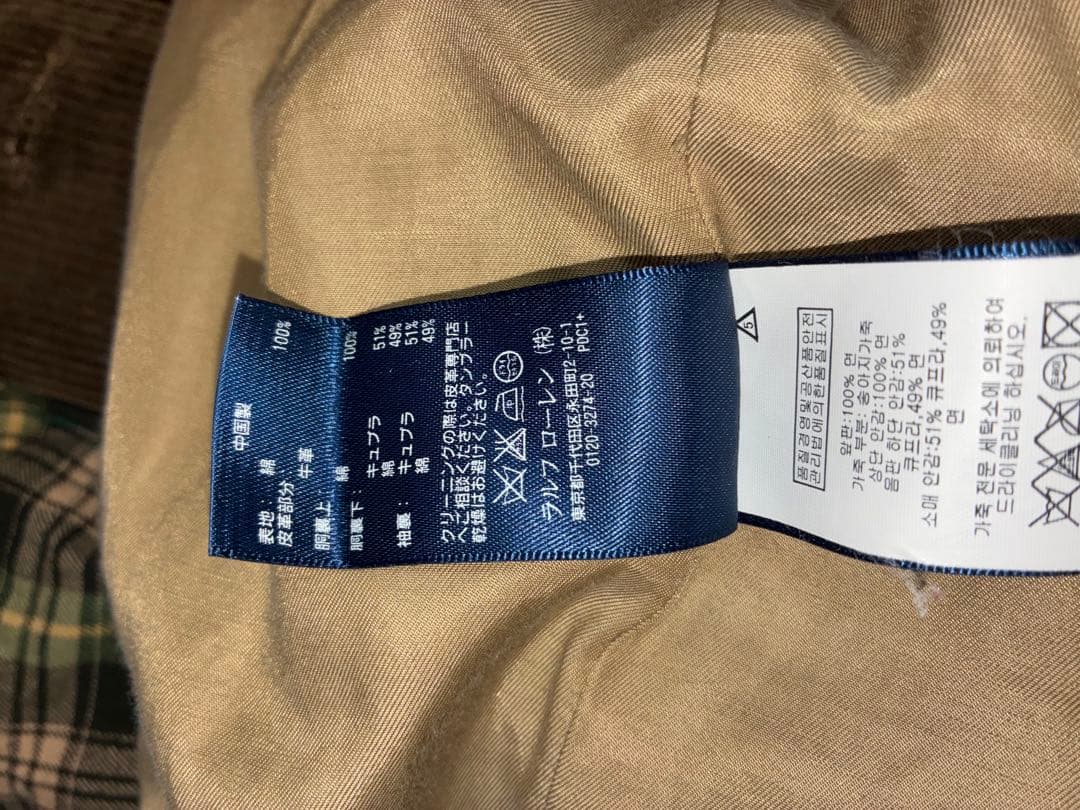 中国製
表地: 綿 100%
皮革部分 牛革
胴裏上: 綿 100%
胴裏下: キュプラ 51%
綿 49%
袖裏: キュプラ 51%
綿 49%
クリーニングの際は皮革専門店
へご相談ください。タンブラー
乾燥はお避けください。
ラルフ ローレン (株)
東京都千代田区永田町2-10-1
0120-3274-20
PDC1+
5
품질경영및공산품안전
관리법에의한품질표시
앞판:100% 면
가죽 부분: 송아지가죽
상단 안감:100% 면
몸판 하단 안감:51%
큐프라,49% 면
소매 안감:51% 큐프라,49%
면
가죽 전문 세탁소에 의뢰하여
드라이클리닝 하십시오.